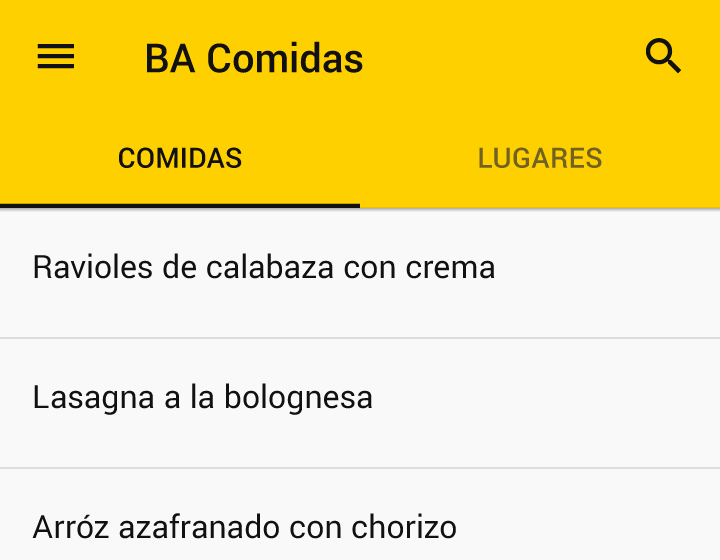 BA Comidas
COMIDAS
LUGARES
Ravioles de calabaza con crema
Lasagna a la bolognesa
Arróz azafranado con chorizo